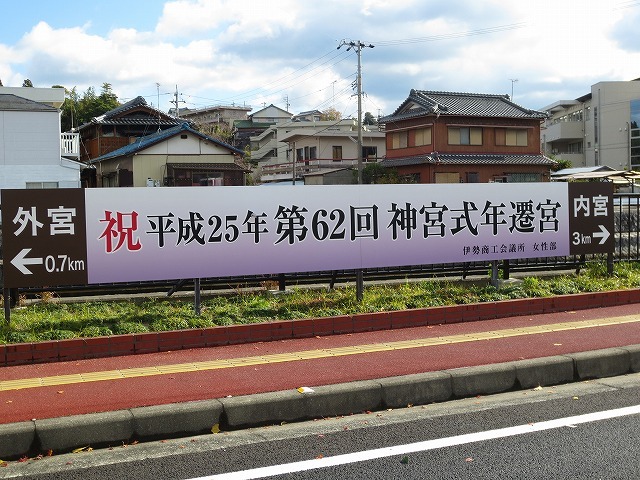 外宮
←0.7km
祝 平成25年 第62回 神宮式年遷宮
伊勢商工会議所 女性部
内宮
3km→